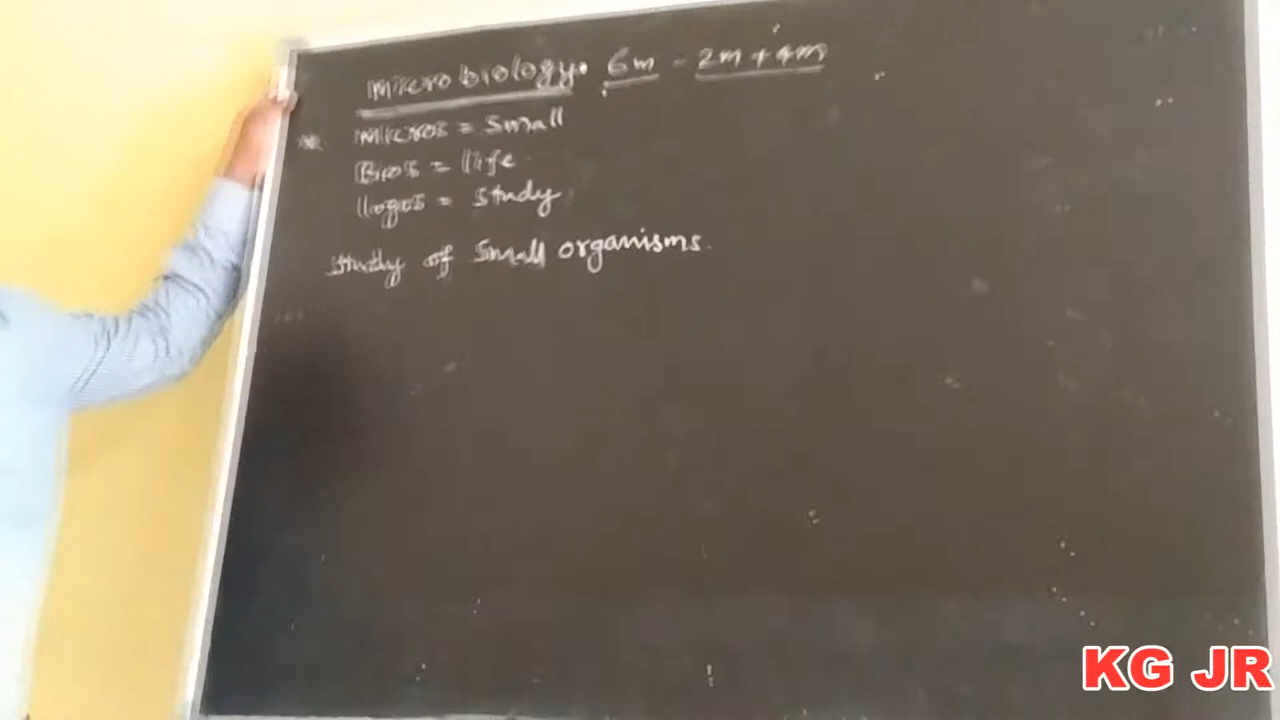 Microbiology. 6m - 2m + 4m
Micros = Small
Bios = life
logos = study
study of Small organisms.
KG JR